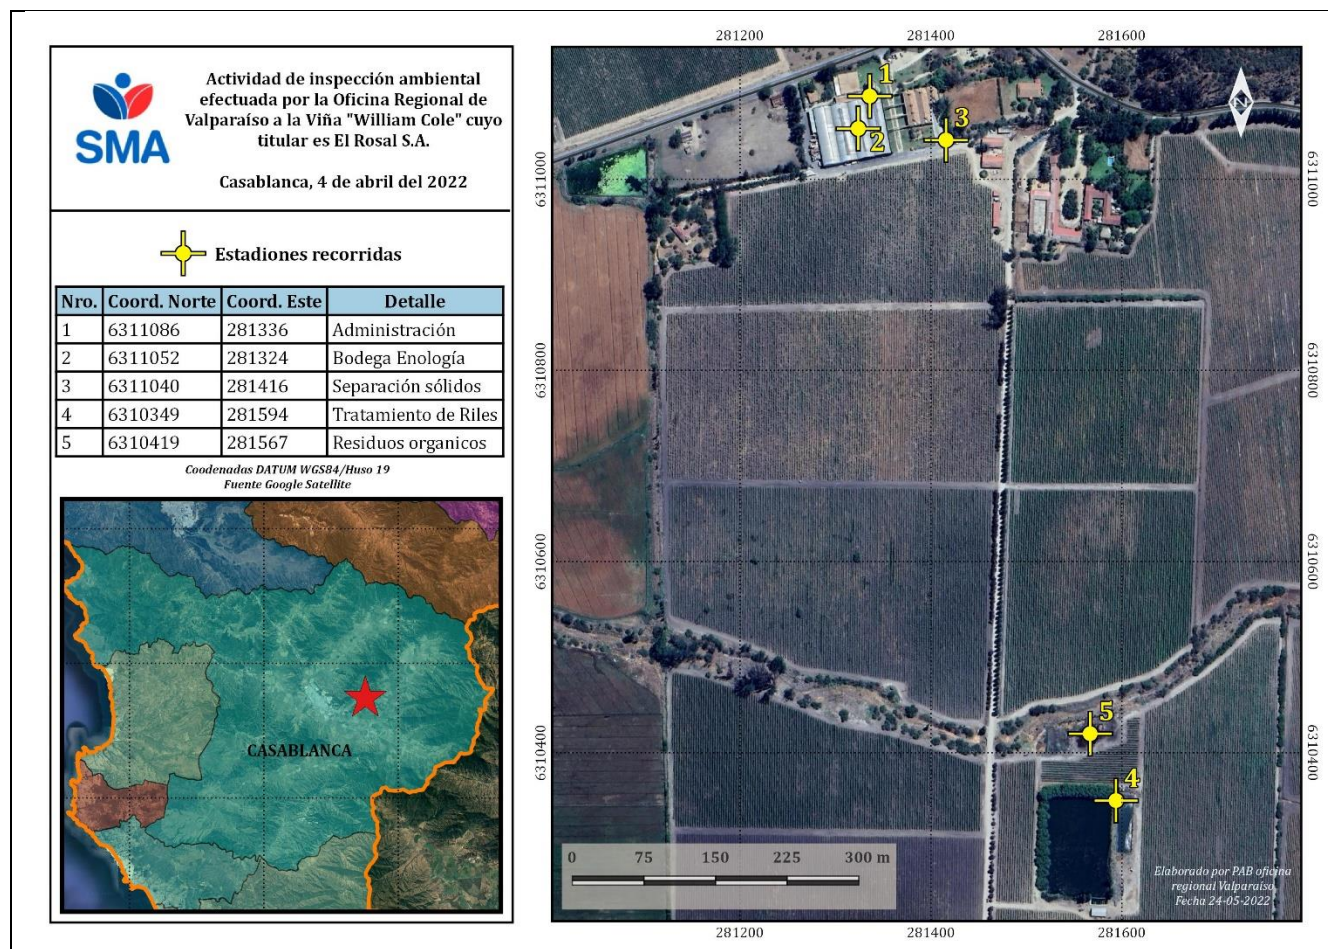 SMA
Actividad de inspección ambiental
efectuada por la Oficina Regional de
Valparaíso a la Viña "William Cole" cuyo
titular es El Rosal S.A.
Casablanca, 4 de abril del 2022
Estadiones recorridas
Nro. Coord. Norte Coord. Este Detalle
1 6311086 281336 Administración
2 6311052 281324 Bodega Enología
3 6311040 281416 Separación sólidos
4 6310349 281594 Tratamiento de Riles
5 6310419 281567 Residuos organicos
Coodenadas DATUM WGS84/Huso 19
Fuente Google Satellite
CASABLANCA
281200 281400 281600
6311000 6311000
6310800 6310800
6310600 6310600
6310400 6310400
1
2
3
5
4
0 75 150 225 300 m
Elaborado por PAB oficina
regional Valparaíso
Fecha 24-05-2022
281200 281400 281600
N